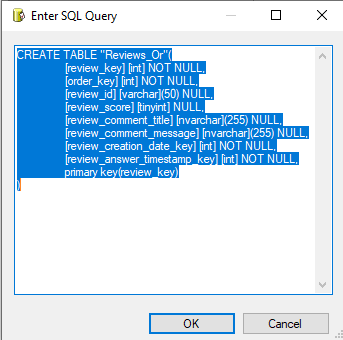 Enter SQL Query
CREATE TABLE "Reviews_Or"(
[review_key] [int] NOT NULL,
[order_key] [int] NOT NULL,
[review_id] [varchar](50) NULL,
[review_score] [tinyint] NULL,
[review_comment_title] [nvarchar](255) NULL,
[review_comment_message] [nvarchar](255) NULL,
[review_creation_date_key] [int] NOT NULL,
[review_answer_timestamp_key] [int] NOT NULL,
primary key(review_key)
)
OK
Cancel